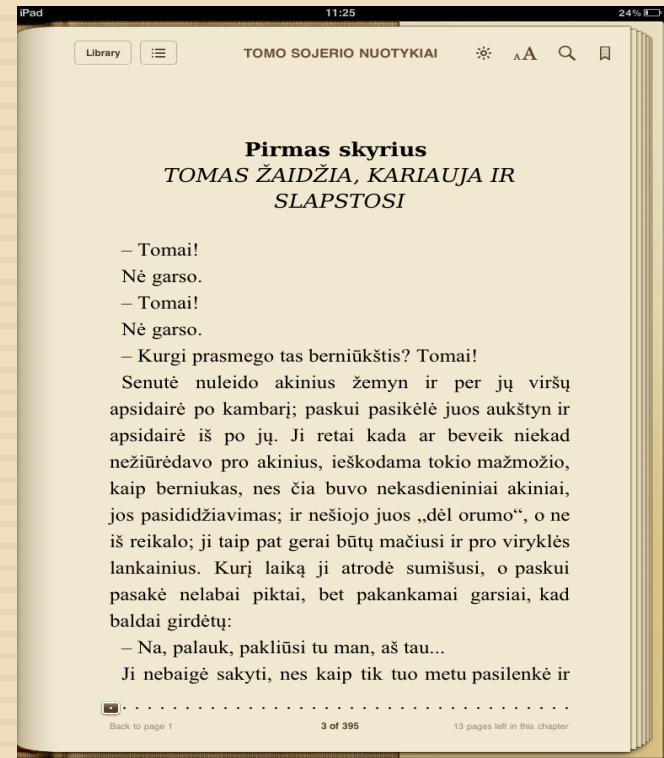 iPad 11:25 24%
Library TOMO SOJERIO NUOTYKIAI AA
Pirmas skyrius
TOMAS ŽAIDŽIA, KARIAUJA IR
SLAPSTOSI
– Tomai!
Nė garso.
– Tomai!
Nė garso.
– Kurgi prasmego tas berniūkštis? Tomai!
Senutė nuleido akinius žemyn ir per jų viršų
apsidairė po kambarį; paskui pasikėlė juos aukštyn ir
apsidairė iš po jų. Ji retai kada ar beveik niekad
nežiūrėdavo pro akinius, ieškodama tokio mažmožio,
kaip berniukas, nes čia buvo nekasdieniniai akiniai,
jos pasididžiavimas; ir nešiojo juos „dėl orumo“, o ne
iš reikalo; ji taip pat gerai būtų mačiusi ir pro viryklės
lankainius. Kurį laiką ji atrodė sumišusi, o paskui
pasakė nelabai piktai, bet pakankamai garsiai, kad
baldai girdėtų:
– Na, palauk, pakliūsi tu man, aš tau...
Ji nebaigė sakyti, nes kaip tik tuo metu pasilenkė ir
Back to page 1 3 of 395 13 pages left in this chapter